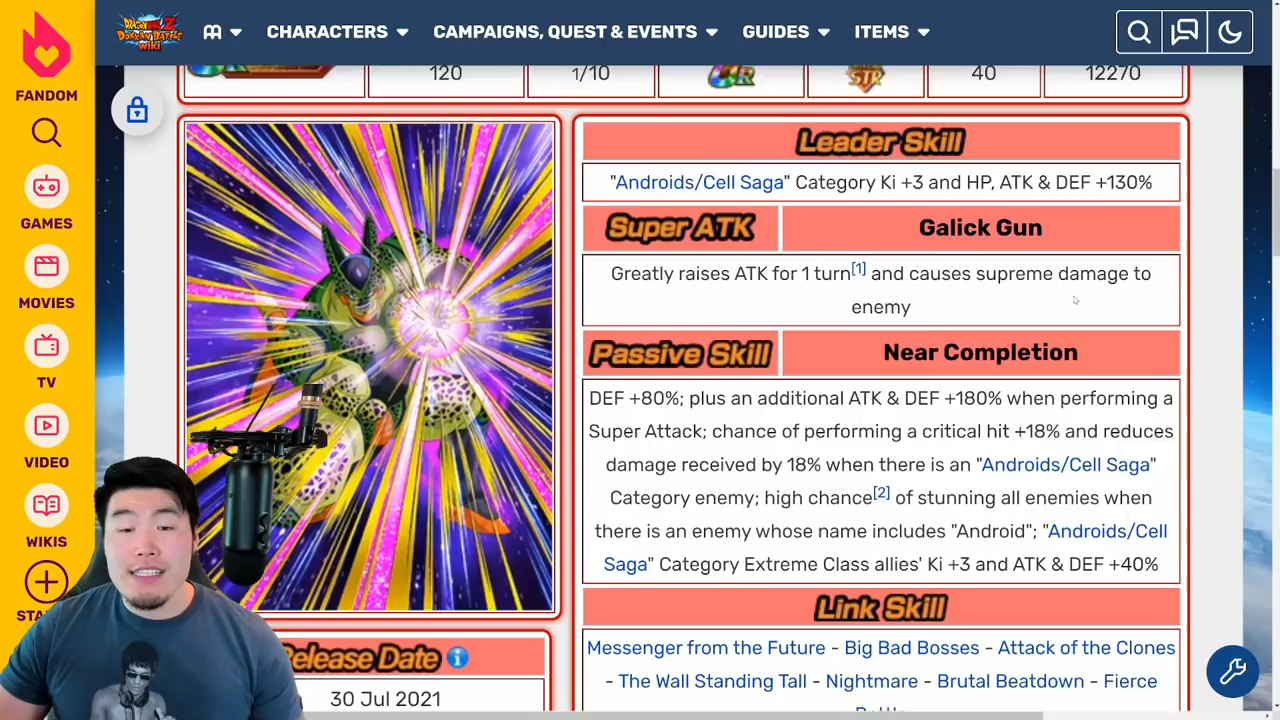 DRAGON BALL Z
DOKKAN BATTLE
WIKI
CHARACTERS
CAMPAIGNS, QUEST & EVENTS
GUIDES
ITEMS
FANDOM
GAMES
MOVIES
TV
VIDEO
WIKIS
120
1/10
UR
STR
40
12270
Leader Skill
"Androids/Cell Saga" Category Ki +3 and HP, ATK & DEF +130%
Super ATK
Galick Gun
Greatly raises ATK for 1 turn[1] and causes supreme damage to
enemy
Passive Skill
Near Completion
DEF +80%; plus an additional ATK & DEF +180% when performing a
Super Attack; chance of performing a critical hit +18% and reduces
damage received by 18% when there is an "Androids/Cell Saga"
Category enemy; high chance[2] of stunning all enemies when
there is an enemy whose name includes "Android"; "Androids/Cell
Saga" Category Extreme Class allies' Ki +3 and ATK & DEF +40%
Link Skill
Messenger from the Future - Big Bad Bosses - Attack of the Clones
- The Wall Standing Tall - Nightmare - Brutal Beatdown - Fierce
Release Date
30 Jul 2021